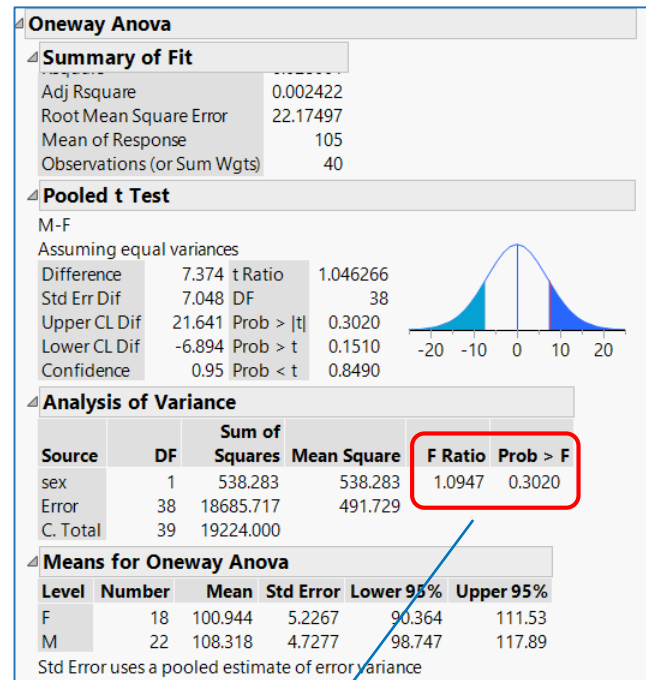 Oneway Anova
Summary of Fit
Adj Rsquare 0.002422
Root Mean Square Error 22.17497
Mean of Response 105
Observations (or Sum Wgts) 40
Pooled t Test
M-F
Assuming equal variances
Difference 7.374 t Ratio 1.046266
Std Err Dif 7.048 DF 38
Upper CL Dif 21.641 Prob > |t| 0.3020
Lower CL Dif -6.894 Prob > t 0.1510
Confidence 0.95 Prob < t 0.8490
-20 -10 0 10 20
Analysis of Variance
Source DF Sum of Squares Mean Square F Ratio Prob > F
sex 1 538.283 538.283 1.0947 0.3020
Error 38 18685.717 491.729
C. Total 39 19224.000
Means for Oneway Anova
Level Number Mean Std Error Lower 95% Upper 95%
F 18 100.944 5.2267 90.364 111.53
M 22 108.318 4.7277 98.747 117.89
Std Error uses a pooled estimate of error variance